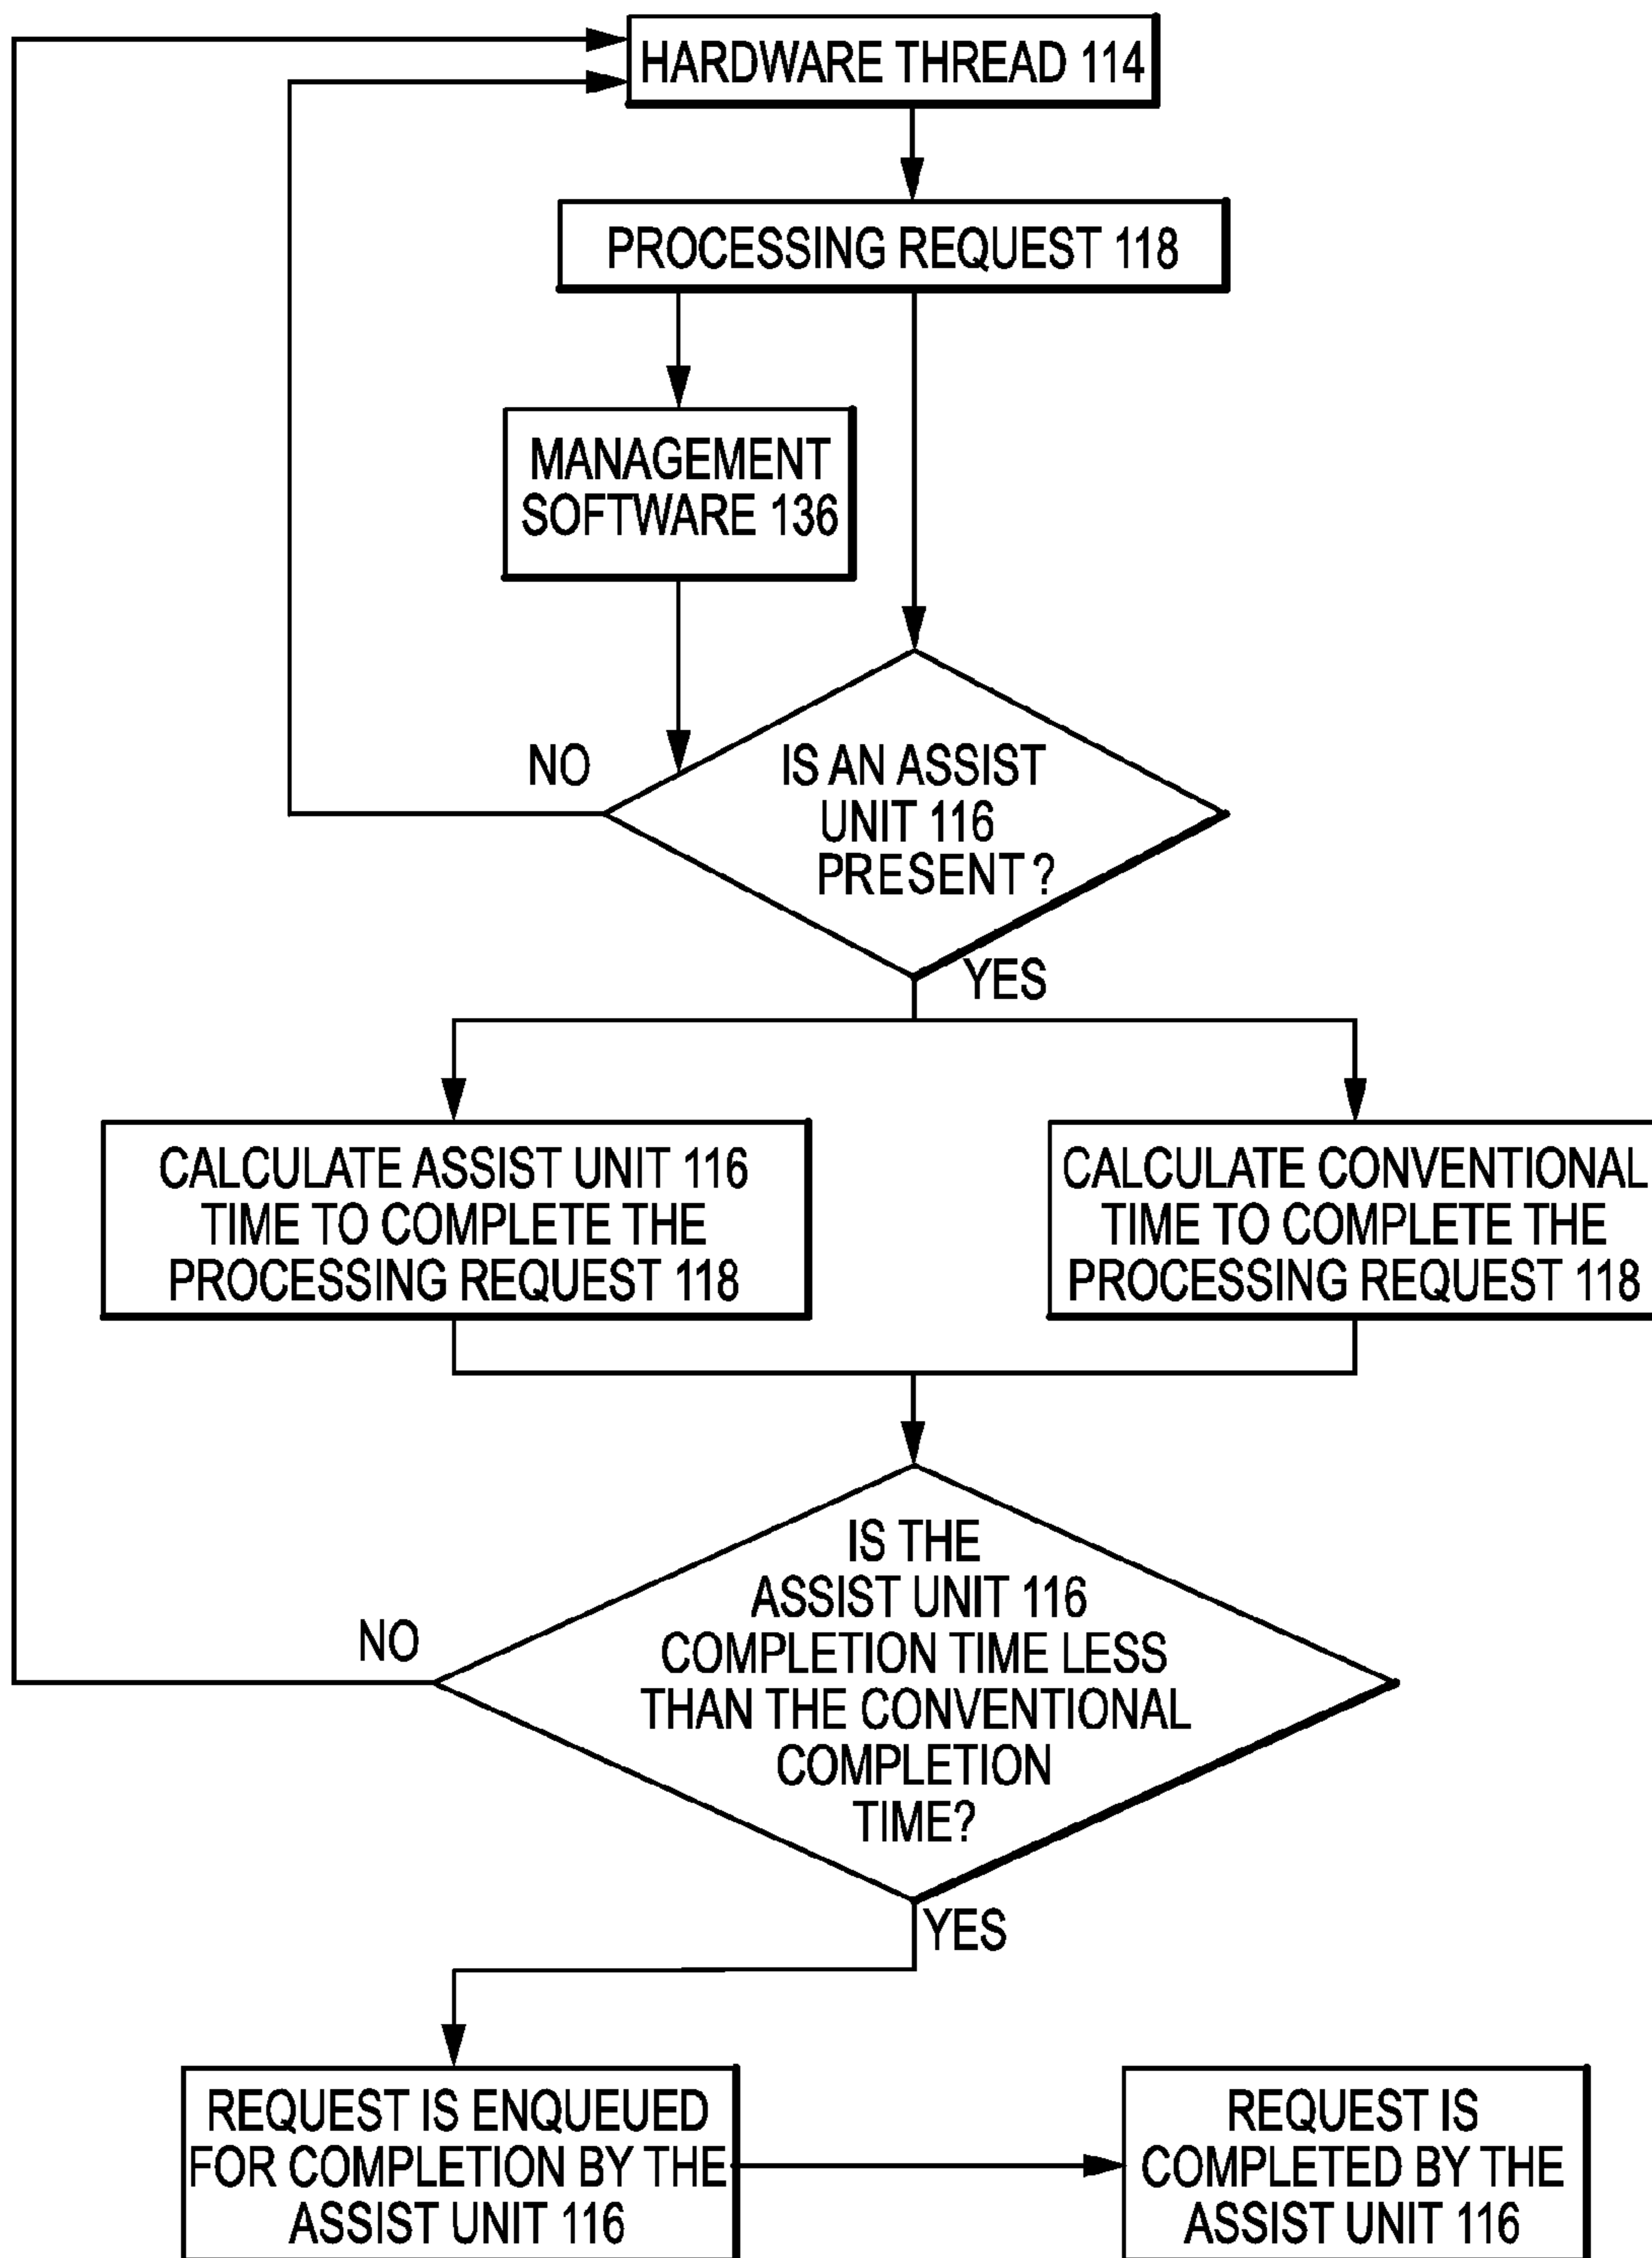 HARDWARE THREAD 114
PROCESSING REQUEST 118
MANAGEMENT
SOFTWARE 136
NO
IS AN ASSIST
UNIT 116
PRESENT ?
YES
CALCULATE ASSIST UNIT 116
TIME TO COMPLETE THE
PROCESSING REQUEST 118
CALCULATE CONVENTIONAL
TIME TO COMPLETE THE
PROCESSING REQUEST 118
NO
IS THE
ASSIST UNIT 116
COMPLETION TIME LESS
THAN THE CONVENTIONAL
COMPLETION
TIME?
YES
REQUEST IS ENQUEUED
FOR COMPLETION BY THE
ASSIST UNIT 116
REQUEST IS
COMPLETED BY THE
ASSIST UNIT 116